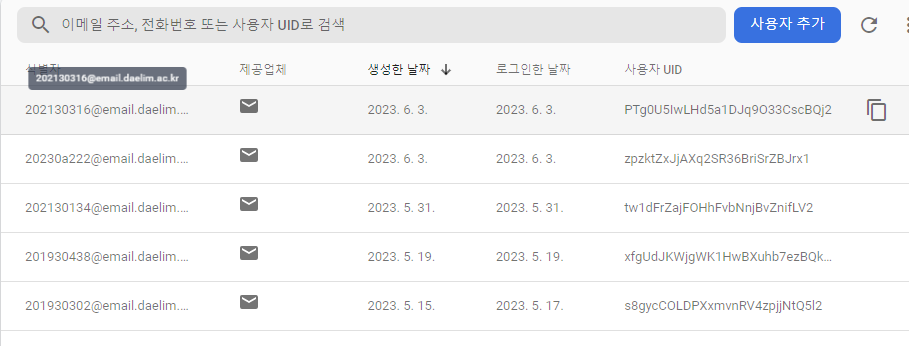 이메일 주소, 전화번호 또는 사용자 UID로 검색
사용자 추가
식별자 제공업체 생성한 날짜 로그인한 날짜 사용자 UID
202130316@email.daelim.ac.kr
202130316@email.daelim.... 2023. 6. 3. 2023. 6. 3. PTg0U5IwLHd5a1DJq9O33CscBQj2
20230a222@email.daelim.... 2023. 6. 3. 2023. 6. 3. zpzktZxJjAXq2SR36BriSrZBJrx1
202130134@email.daelim.... 2023. 5. 31. 2023. 5. 31. tw1dFrZajFOHhFvbNnjBvZnifLV2
201930438@email.daelim.... 2023. 5. 19. 2023. 5. 19. xfgUdJKWjgWK1HwBXuhb7ezBQk...
201930302@email.daelim.... 2023. 5. 15. 2023. 5. 17. s8gycCOLDPXxmvnRV4zpjjNtQ5l2